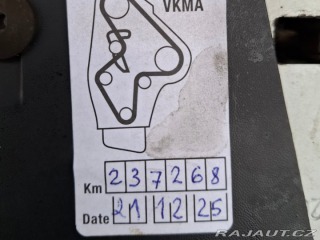 VKMA
Km 237268
Date 21 12 25
RAJAUT.CZ